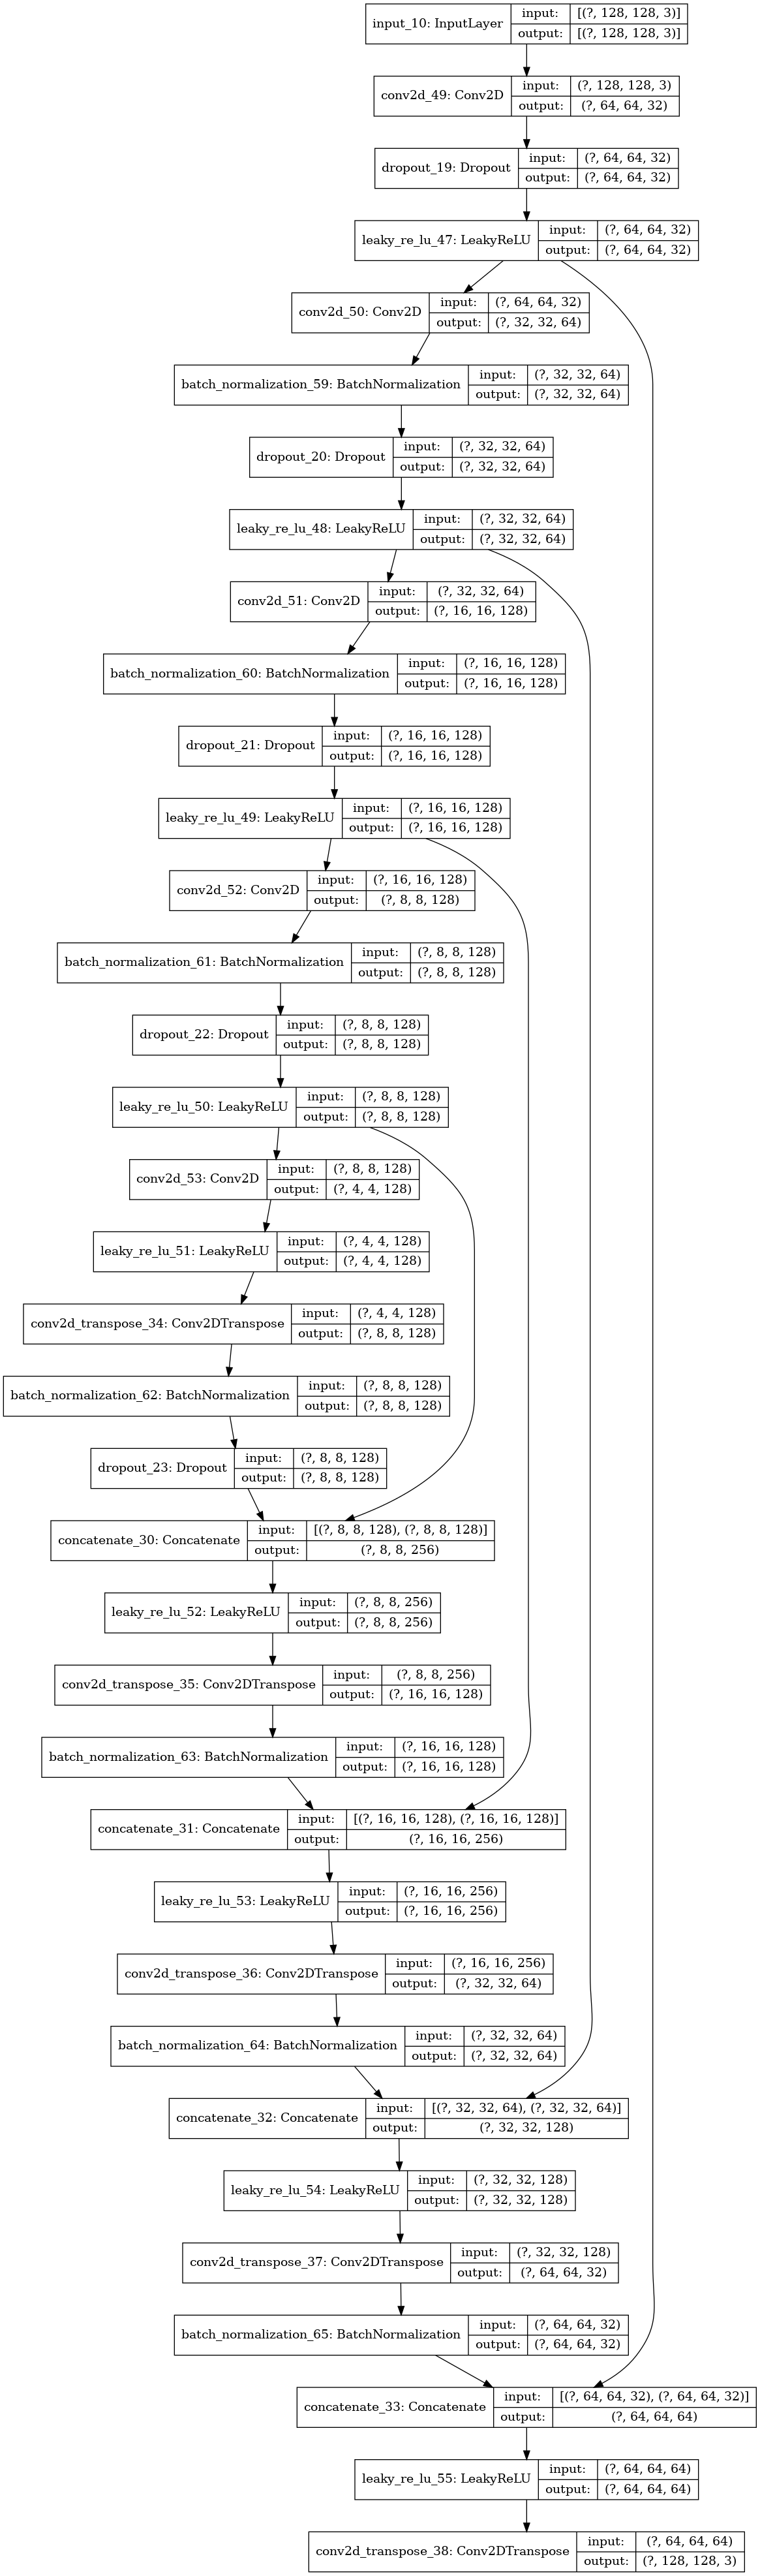 input_10: InputLayer
input: [(?, 128, 128, 3)]
output: [(?, 128, 128, 3)]
conv2d_49: Conv2D
input: (?, 128, 128, 3)
output: (?, 64, 64, 32)
dropout_19: Dropout
input: (?, 64, 64, 32)
output: (?, 64, 64, 32)
leaky_re_lu_47: LeakyReLU
input: (?, 64, 64, 32)
output: (?, 64, 64, 32)
conv2d_50: Conv2D
input: (?, 64, 64, 32)
output: (?, 32, 32, 64)
batch_normalization_59: BatchNormalization
input: (?, 32, 32, 64)
output: (?, 32, 32, 64)
dropout_20: Dropout
input: (?, 32, 32, 64)
output: (?, 32, 32, 64)
leaky_re_lu_48: LeakyReLU
input: (?, 32, 32, 64)
output: (?, 32, 32, 64)
conv2d_51: Conv2D
input: (?, 32, 32, 64)
output: (?, 16, 16, 128)
batch_normalization_60: BatchNormalization
input: (?, 16, 16, 128)
output: (?, 16, 16, 128)
dropout_21: Dropout
input: (?, 16, 16, 128)
output: (?, 16, 16, 128)
leaky_re_lu_49: LeakyReLU
input: (?, 16, 16, 128)
output: (?, 16, 16, 128)
conv2d_52: Conv2D
input: (?, 16, 16, 128)
output: (?, 8, 8, 128)
batch_normalization_61: BatchNormalization
input: (?, 8, 8, 128)
output: (?, 8, 8, 128)
dropout_22: Dropout
input: (?, 8, 8, 128)
output: (?, 8, 8, 128)
leaky_re_lu_50: LeakyReLU
input: (?, 8, 8, 128)
output: (?, 8, 8, 128)
conv2d_53: Conv2D
input: (?, 8, 8, 128)
output: (?, 4, 4, 128)
leaky_re_lu_51: LeakyReLU
input: (?, 4, 4, 128)
output: (?, 4, 4, 128)
conv2d_transpose_34: Conv2DTranspose
input: (?, 4, 4, 128)
output: (?, 8, 8, 128)
batch_normalization_62: BatchNormalization
input: (?, 8, 8, 128)
output: (?, 8, 8, 128)
dropout_23: Dropout
input: (?, 8, 8, 128)
output: (?, 8, 8, 128)
concatenate_30: Concatenate
input: [(?, 8, 8, 128), (?, 8, 8, 128)]
output: (?, 8, 8, 256)
leaky_re_lu_52: LeakyReLU
input: (?, 8, 8, 256)
output: (?, 8, 8, 256)
conv2d_transpose_35: Conv2DTranspose
input: (?, 8, 8, 256)
output: (?, 16, 16, 128)
batch_normalization_63: BatchNormalization
input: (?, 16, 16, 128)
output: (?, 16, 16, 128)
concatenate_31: Concatenate
input: [(?, 16, 16, 128), (?, 16, 16, 128)]
output: (?, 16, 16, 256)
leaky_re_lu_53: LeakyReLU
input: (?, 16, 16, 256)
output: (?, 16, 16, 256)
conv2d_transpose_36: Conv2DTranspose
input: (?, 16, 16, 256)
output: (?, 32, 32, 64)
batch_normalization_64: BatchNormalization
input: (?, 32, 32, 64)
output: (?, 32, 32, 64)
concatenate_32: Concatenate
input: [(?, 32, 32, 64), (?, 32, 32, 64)]
output: (?, 32, 32, 128)
leaky_re_lu_54: LeakyReLU
input: (?, 32, 32, 128)
output: (?, 32, 32, 128)
conv2d_transpose_37: Conv2DTranspose
input: (?, 32, 32, 128)
output: (?, 64, 64, 32)
batch_normalization_65: BatchNormalization
input: (?, 64, 64, 32)
output: (?, 64, 64, 32)
concatenate_33: Concatenate
input: [(?, 64, 64, 32), (?, 64, 64, 32)]
output: (?, 64, 64, 64)
leaky_re_lu_55: LeakyReLU
input: (?, 64, 64, 64)
output: (?, 64, 64, 64)
conv2d_transpose_38: Conv2DTranspose
input: (?, 64, 64, 64)
output: (?, 128, 128, 3)